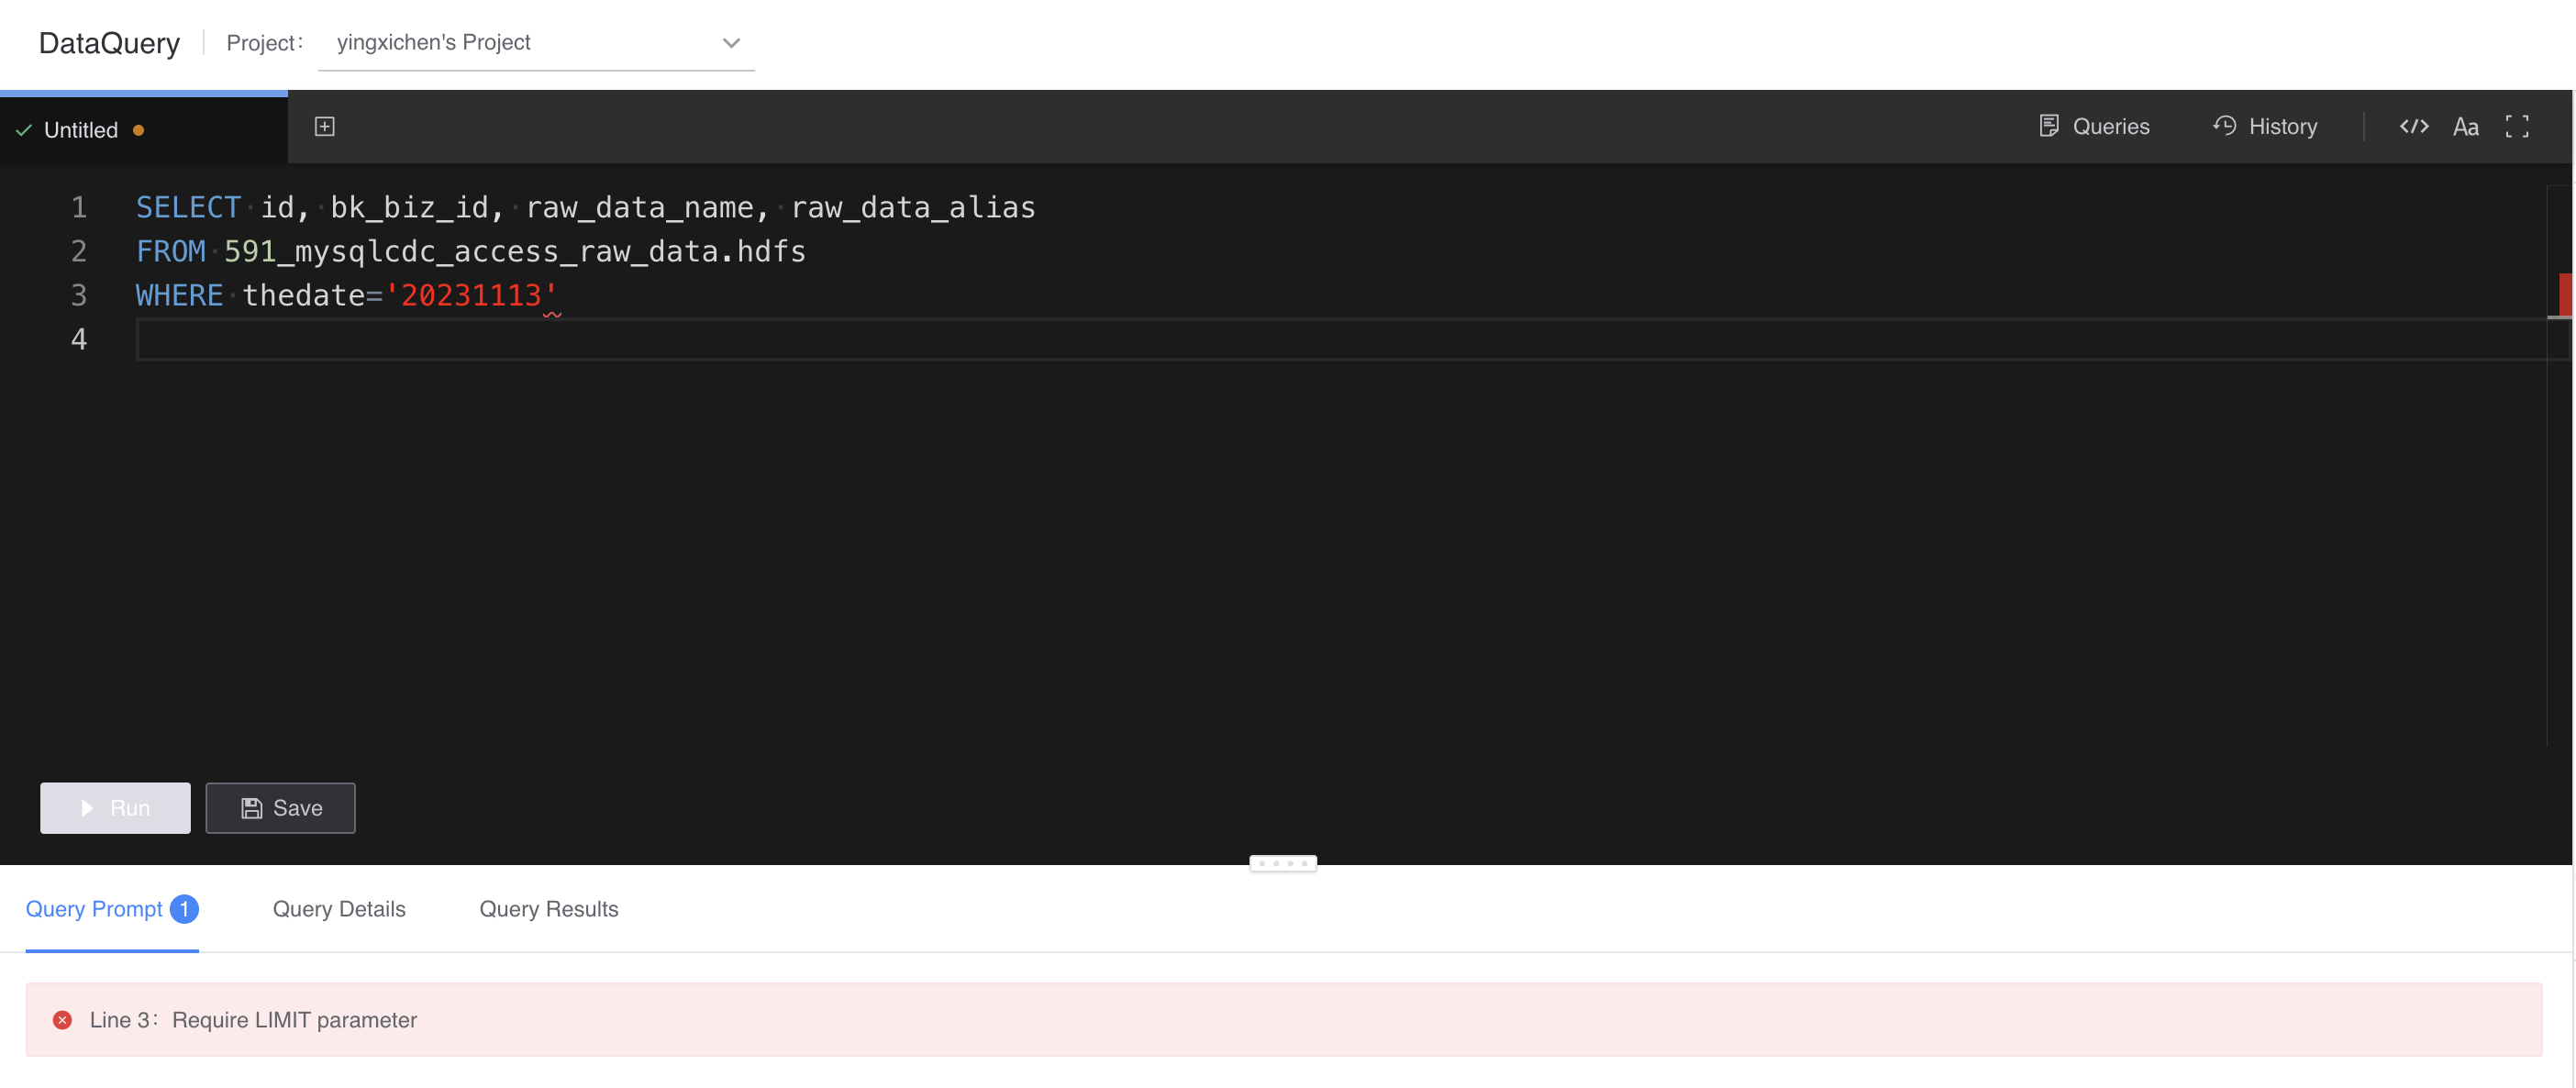 DataQuery Project: yingxichen's Project
Untitled Queries History </> Aa
1 SELECT id, bk_biz_id, raw_data_name, raw_data_alias
2 FROM 591_mysqlcdc_access_raw_data.hdfs
3 WHERE thedate='20231113'
4
Run Save
Query Prompt 1 Query Details Query Results
Line 3: Require LIMIT parameter